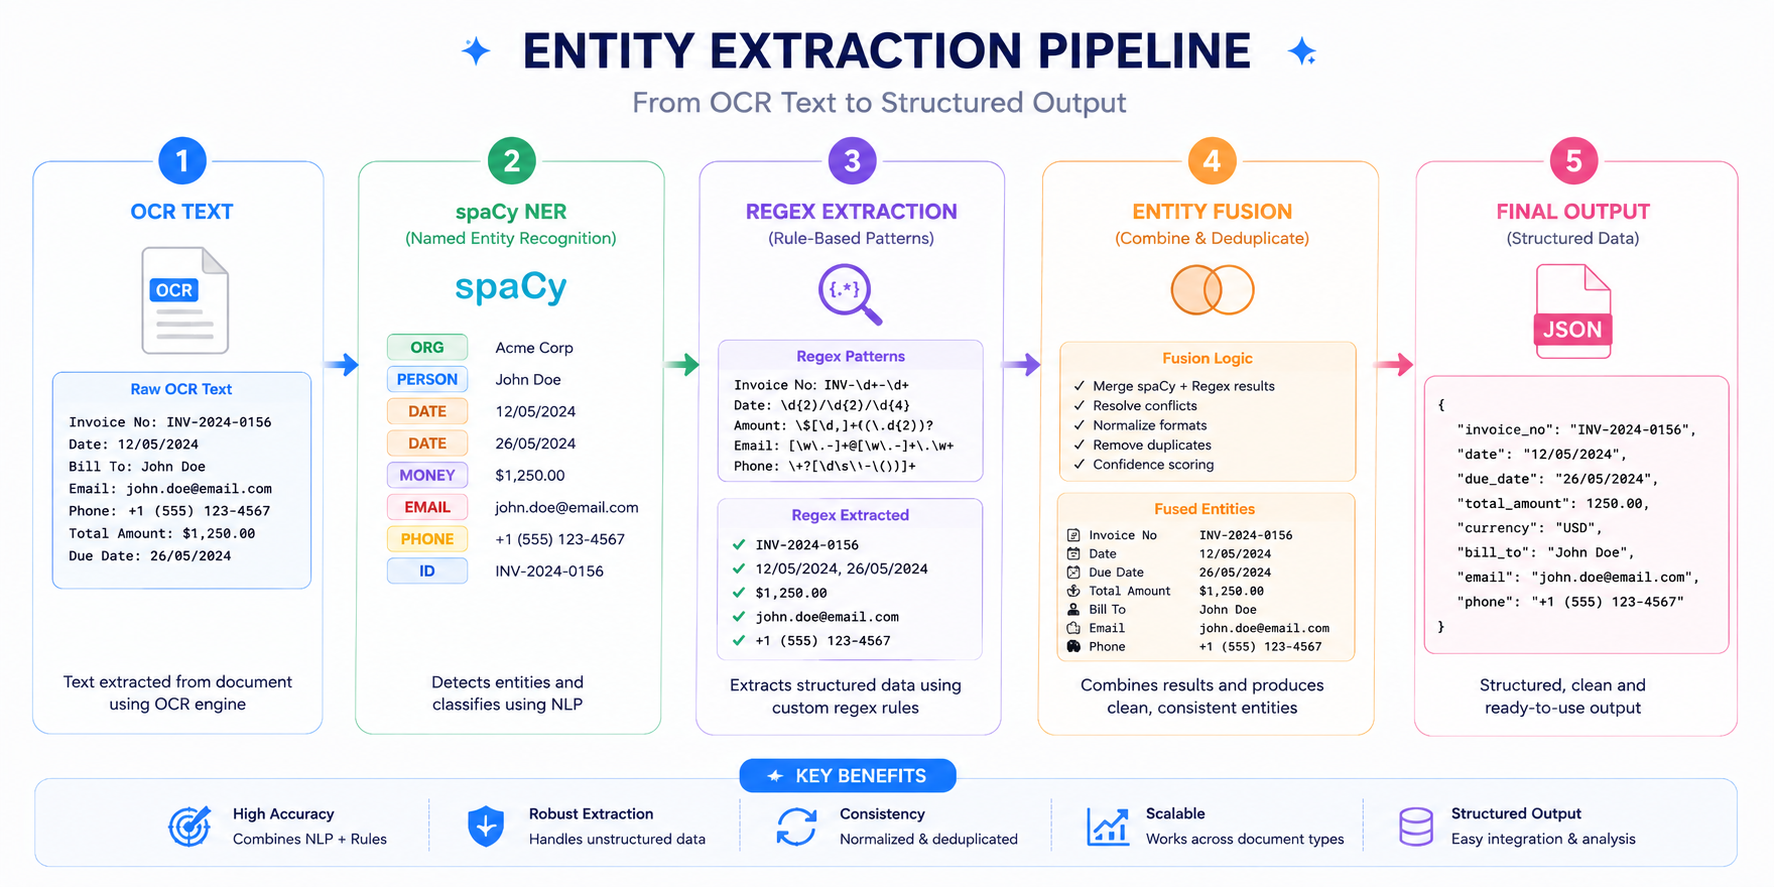 ENTITY EXTRACTION PIPELINE
From OCR Text to Structured Output
1
OCR TEXT
OCR
Raw OCR Text
Invoice No: INV-2024-0156
Date: 12/05/2024
Bill To: John Doe
Email: john.doe@email.com
Phone: +1 (555) 123-4567
Total Amount: $1,250.00
Due Date: 26/05/2024
Text extracted from document
using OCR engine
2
spaCy NER
(Named Entity Recognition)
spaCy
ORG Acme Corp
PERSON John Doe
DATE 12/05/2024
DATE 26/05/2024
MONEY $1,250.00
EMAIL john.doe@email.com
PHONE +1 (555) 123-4567
ID INV-2024-0156
Detects entities and
classifies using NLP
3
REGEX EXTRACTION
(Rule-Based Patterns)
{.*}
Regex Patterns
Invoice No: INV-\d+-\d+
Date: \d{2)/\d{2)/\d{4}
Amount: \$[\d,]+((\.d{2))?
Email: [\w\.-]+@[\w\.-]+\.\w+
Phone: \+?[\d\s\\-\())]+
Regex Extracted
INV-2024-0156
12/05/2024, 26/05/2024
$1,250.00
john.doe@email.com
+1 (555) 123-4567
Extracts structured data using
custom regex rules
4
ENTITY FUSION
(Combine & Deduplicate)
Fusion Logic
✓ Merge spaCy + Regex results
✓ Resolve conflicts
✓ Normalize formats
✓ Remove duplicates
✓ Confidence scoring
Fused Entities
Invoice No INV-2024-0156
Date 12/05/2024
Due Date 26/05/2024
Total Amount $1,250.00
Bill To John Doe
Email john.doe@email.com
Phone +1 (555) 123-4567
Combines results and produces
clean, consistent entities
5
FINAL OUTPUT
(Structured Data)
JSON
{
"invoice_no": "INV-2024-0156",
"date": "12/05/2024",
"due_date": "26/05/2024",
"total_amount": 1250.00,
"currency": "USD",
"bill_to": "John Doe",
"email": "john.doe@email.com",
"phone": "+1 (555) 123-4567"
}
Structured, clean and
ready-to-use output
KEY BENEFITS
High Accuracy
Combines NLP + Rules
Robust Extraction
Handles unstructured data
Consistency
Normalized & deduplicated
Scalable
Works across document types
Structured Output
Easy integration & analysis